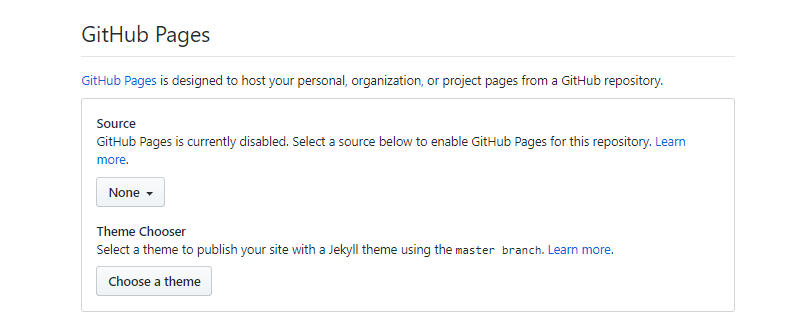 GitHub Pages
GitHub Pages is designed to host your personal, organization, or project pages from a GitHub repository.
Source
GitHub Pages is currently disabled. Select a source below to enable GitHub Pages for this repository. Learn
more.
None
Theme Chooser
Select a theme to publish your site with a Jekyll theme using the master branch. Learn more.
Choose a theme